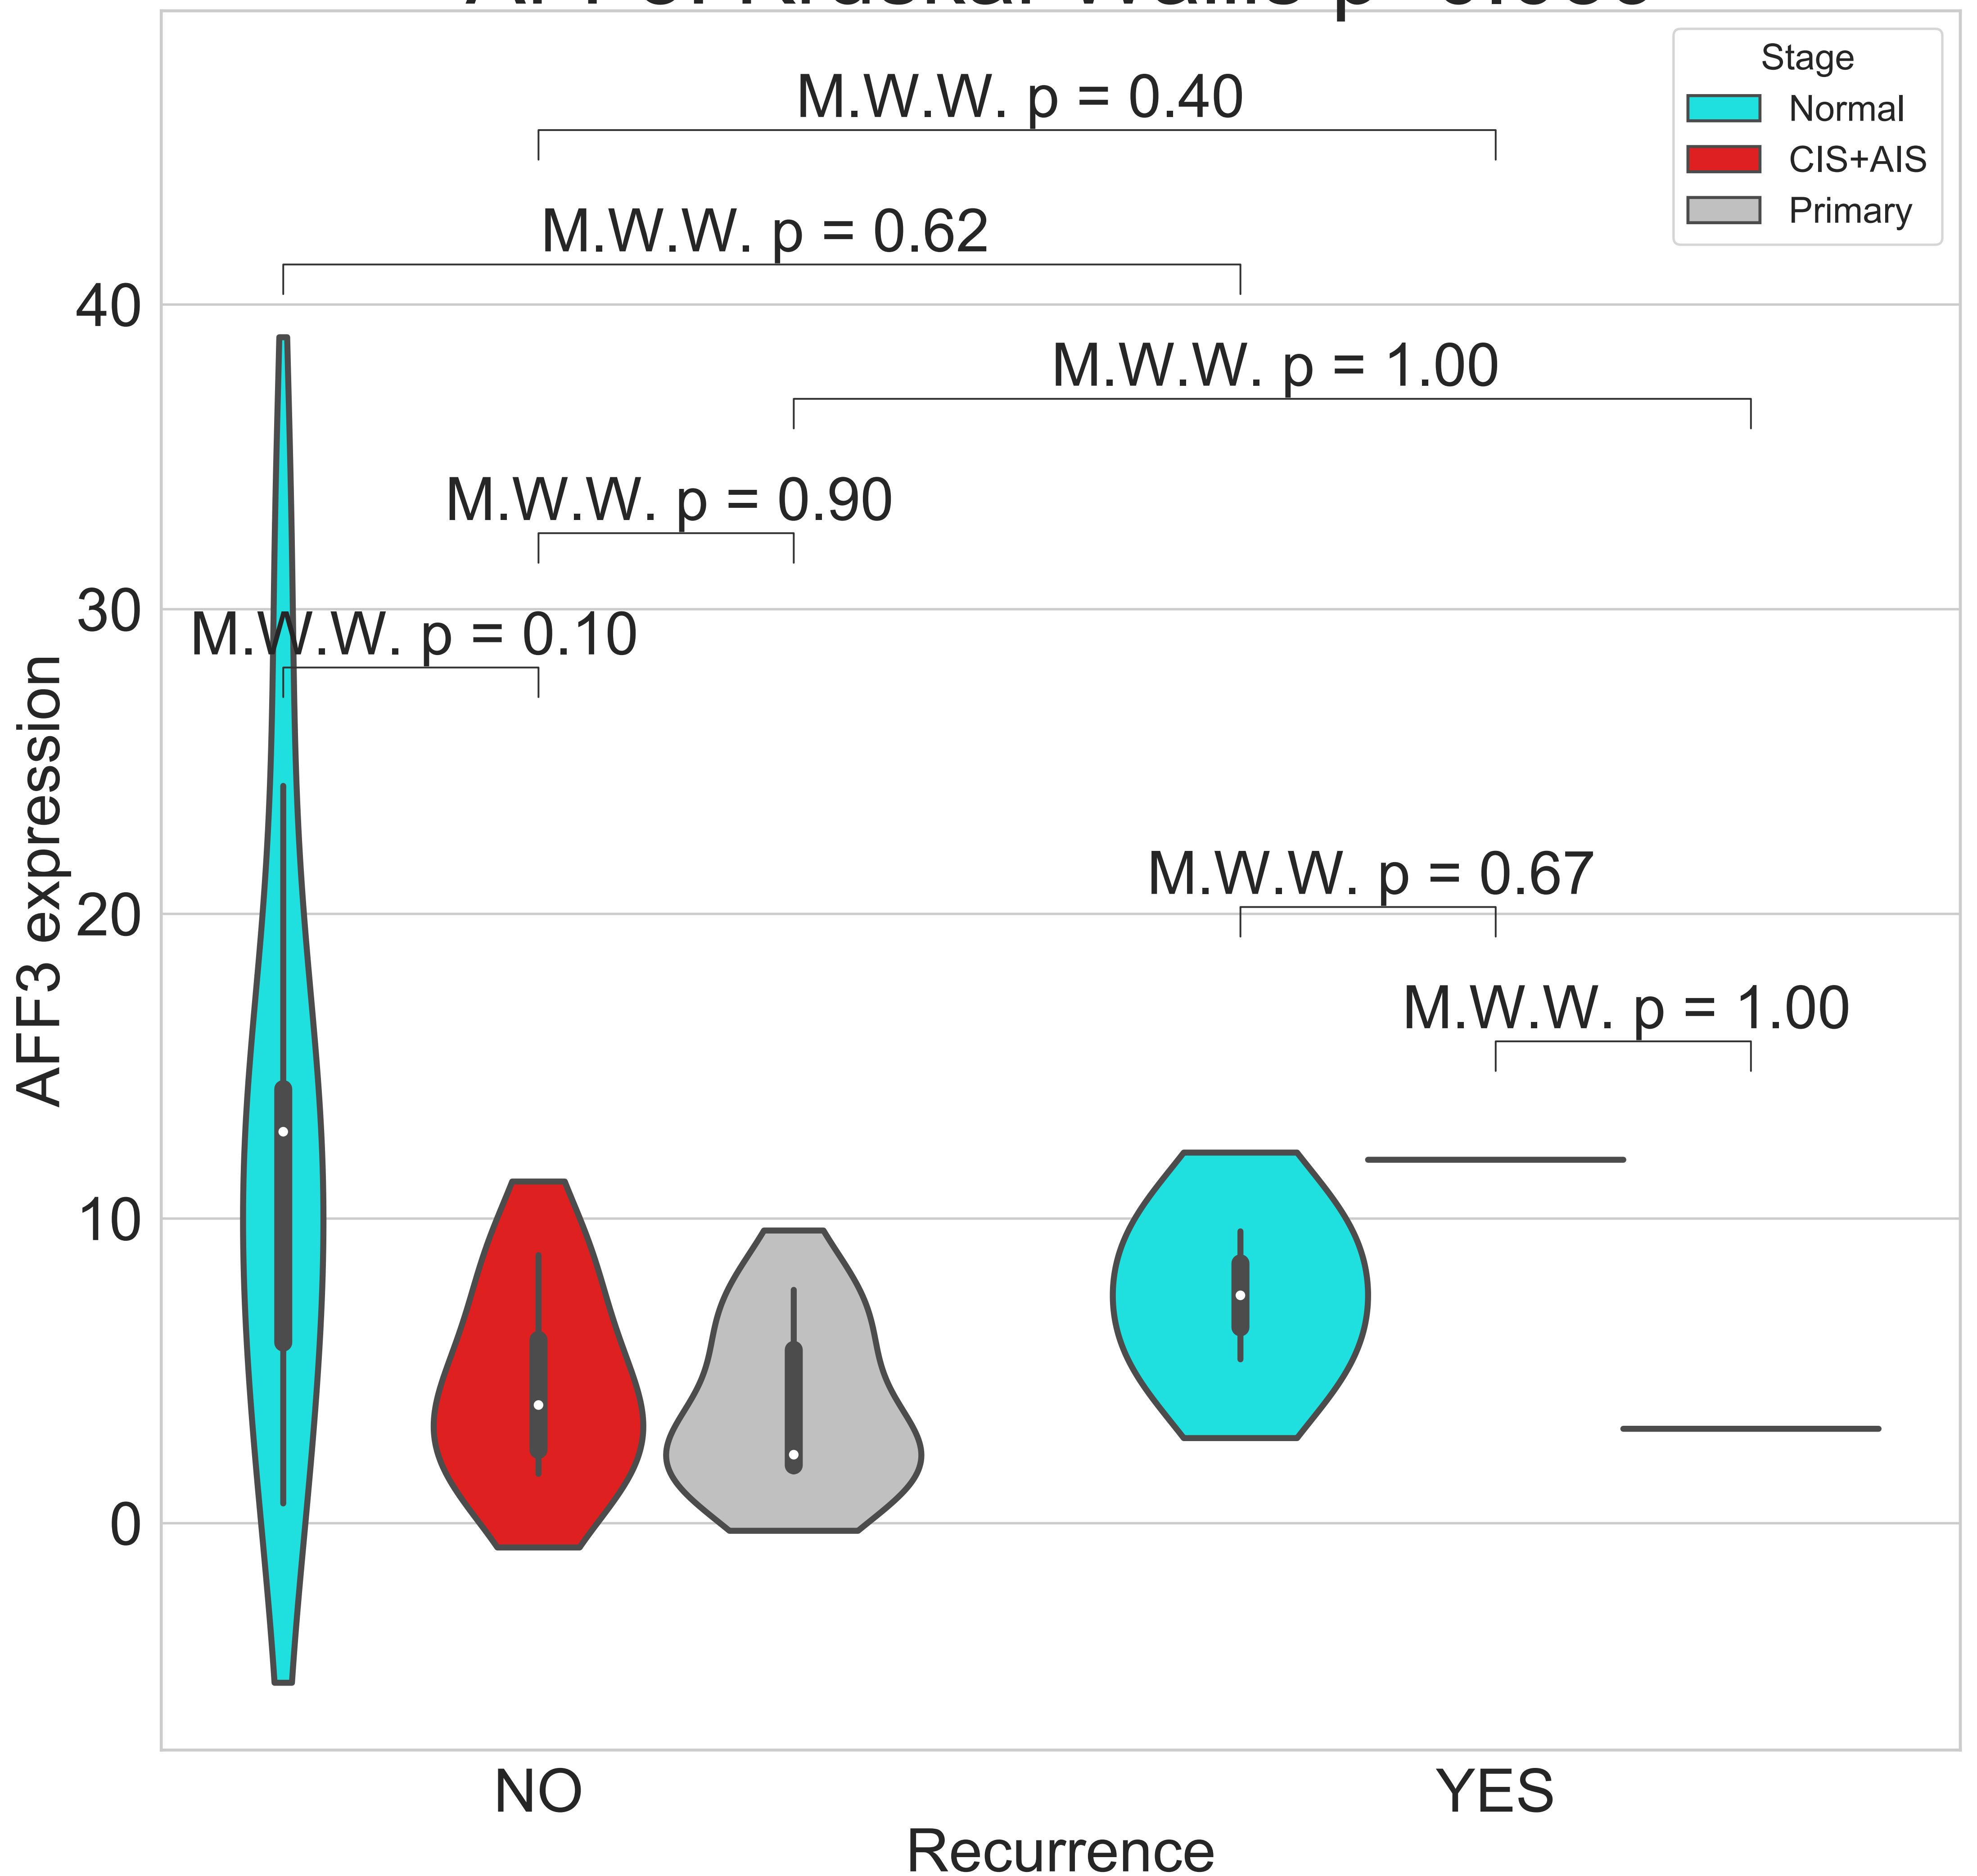 Stage
Normal
CIS+AIS
Primary
M.W.W. p = 0.40
M.W.W. p = 0.62
M.W.W. p = 1.00
M.W.W. p = 0.90
M.W.W. p = 0.10
M.W.W. p = 0.67
M.W.W. p = 1.00
40
30
20
10
0
AFF3 expression
NO
YES
Recurrence